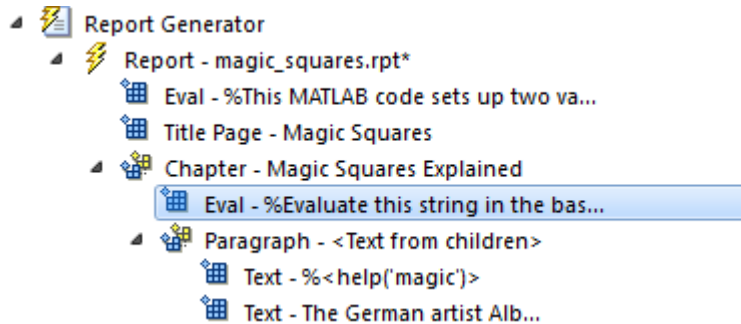 Report Generator
Report - magic_squares.rpt*
Eval - %This MATLAB code sets up two va...
Title Page - Magic Squares
Chapter - Magic Squares Explained
Eval - %Evaluate this string in the bas...
Paragraph - <Text from children>
Text - %<help('magic')>
Text - The German artist Alb...